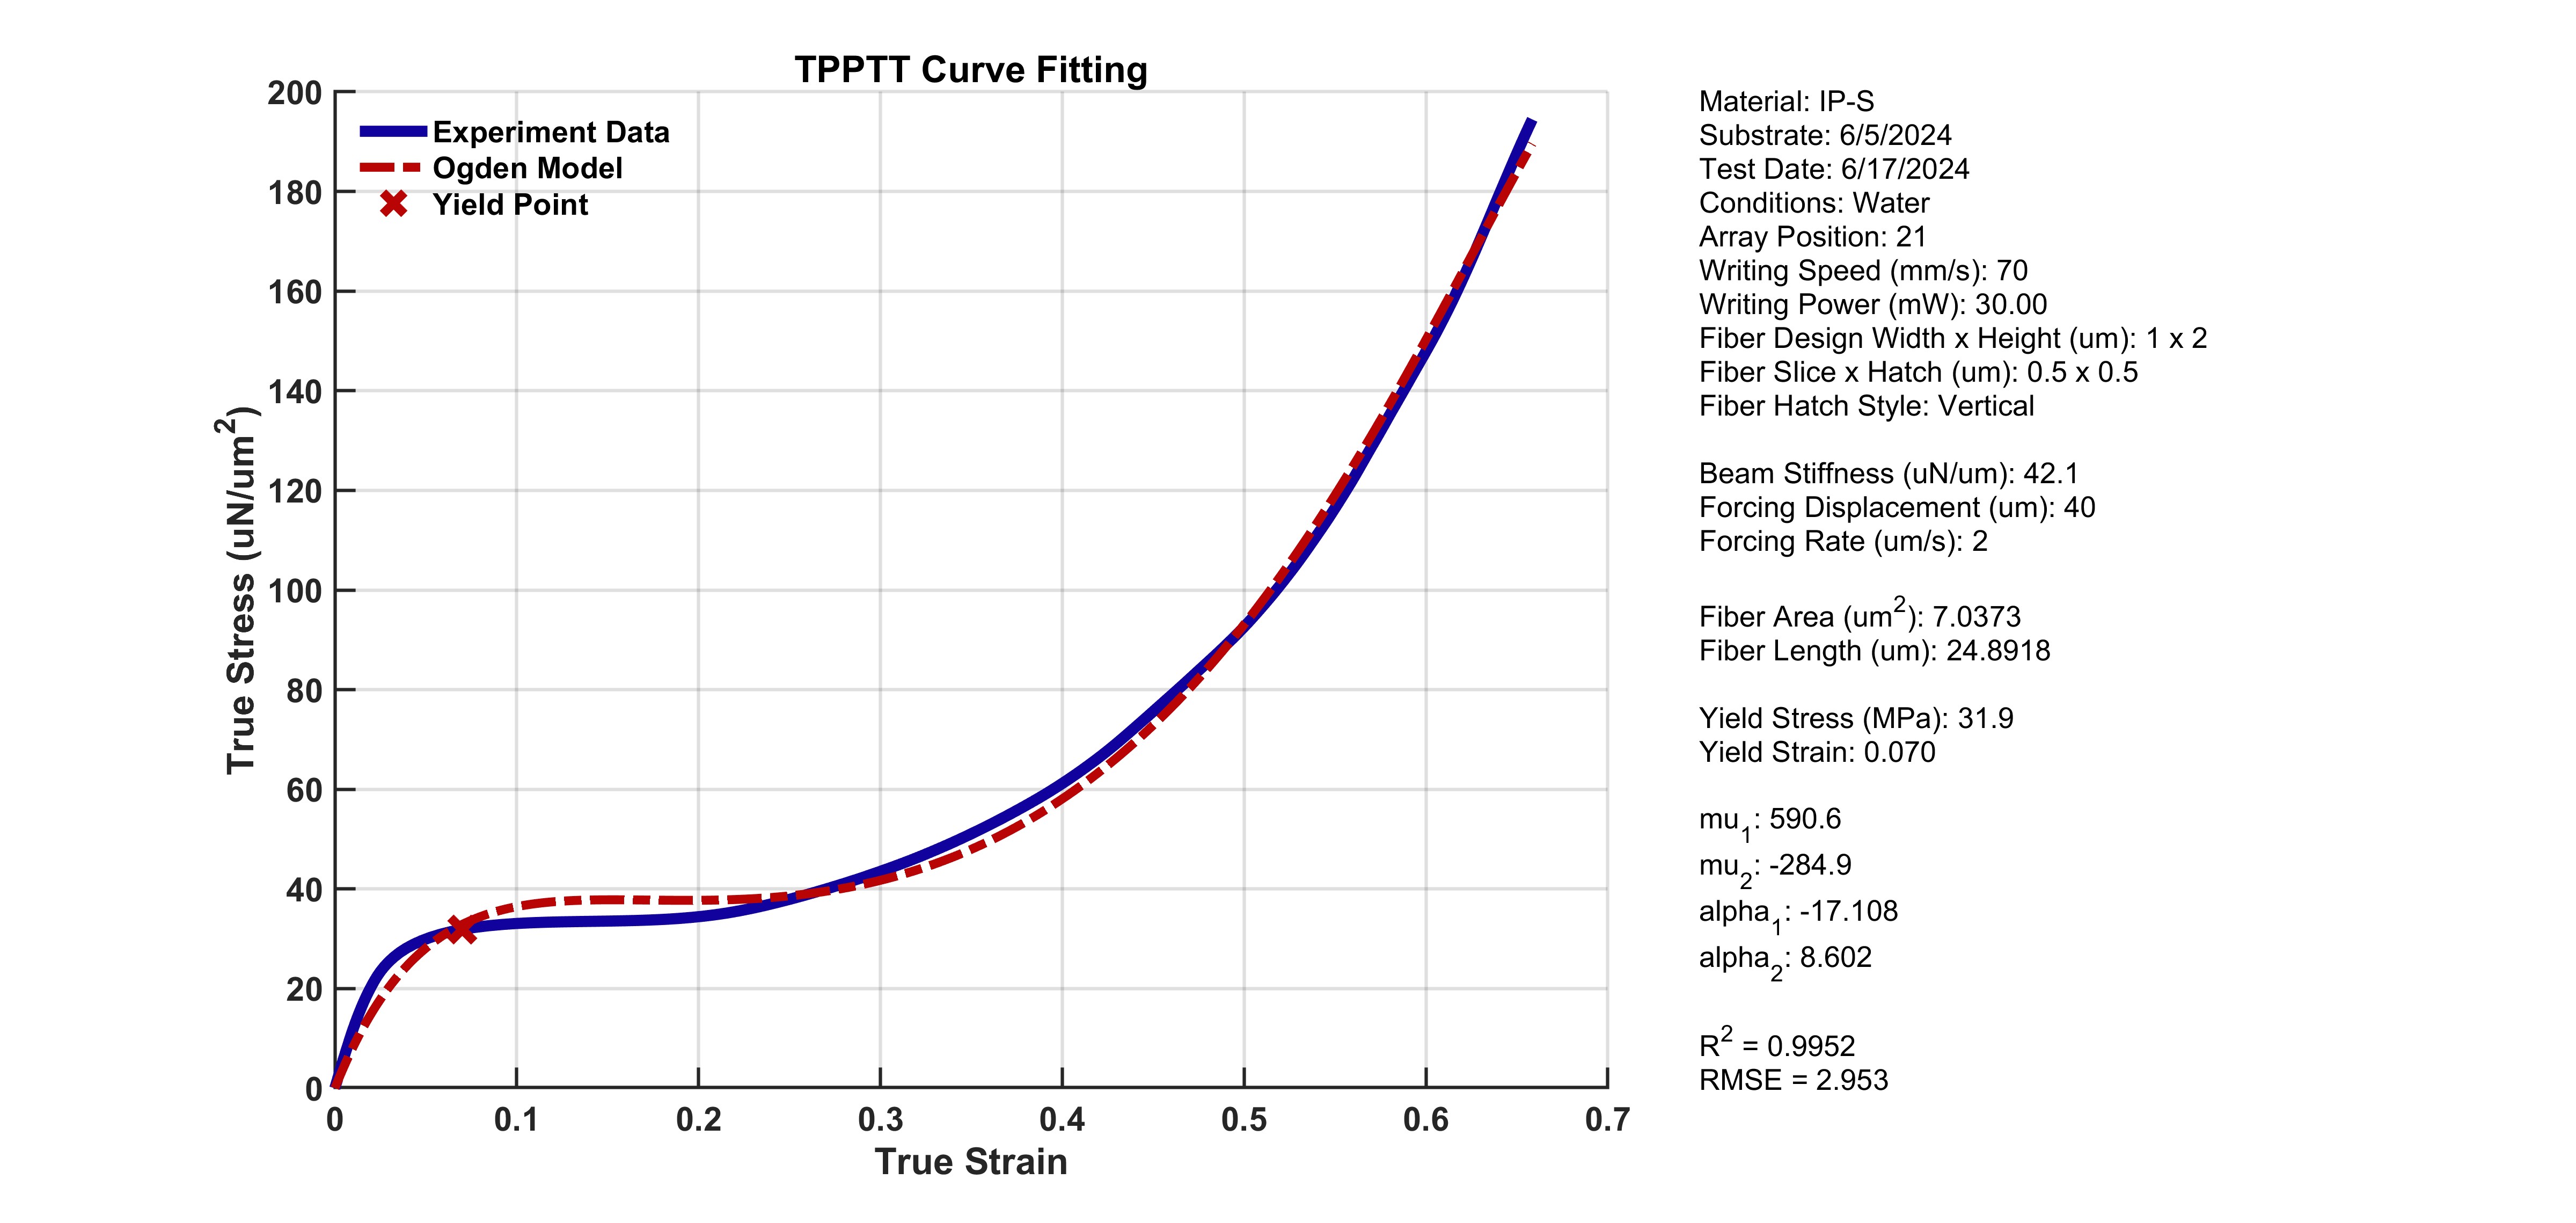 TPPTT Curve Fitting
200
180
160
140
120
100
80
60
40
20
0
True Stress (uN/um²)
Experiment Data
Ogden Model
Yield Point
0 0.1 0.2 0.3 0.4 0.5 0.6 0.7
True Strain
Material: IP-S
Substrate: 6/5/2024
Test Date: 6/17/2024
Conditions: Water
Array Position: 21
Writing Speed (mm/s): 70
Writing Power (mW): 30.00
Fiber Design Width x Height (um): 1 x 2
Fiber Slice x Hatch (um): 0.5 x 0.5
Fiber Hatch Style: Vertical
Beam Stiffness (uN/um): 42.1
Forcing Displacement (um): 40
Forcing Rate (um/s): 2
Fiber Area (um²): 7.0373
Fiber Length (um): 24.8918
Yield Stress (MPa): 31.9
Yield Strain: 0.070
mu₁: 590.6
mu₂: -284.9
alpha₁: -17.108
alpha₂: 8.602
R² = 0.9952
RMSE = 2.953